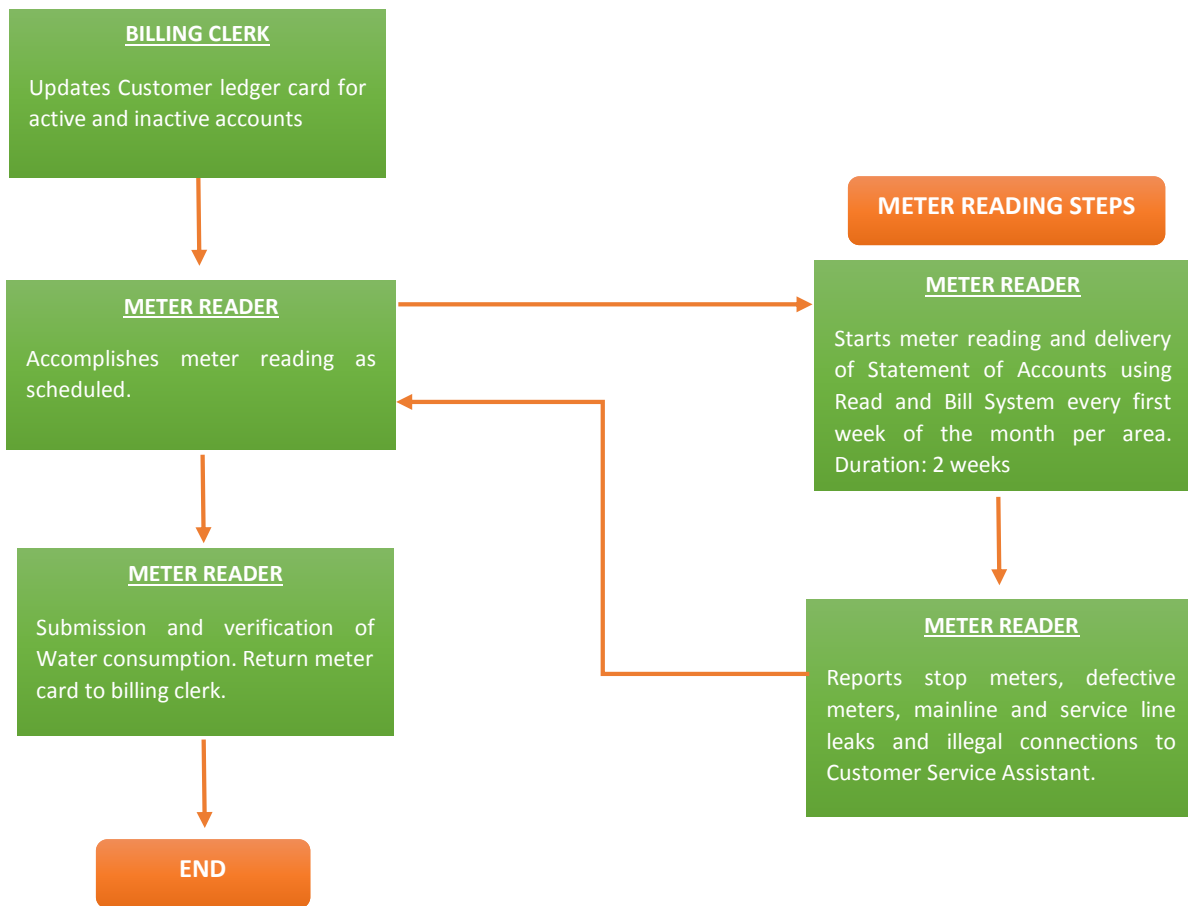 BILLING CLERK
Updates Customer ledger card for
active and inactive accounts
METER READER
Accomplishes meter reading as
scheduled.
METER READER
Submission and verification of
Water consumption. Return meter
card to billing clerk.
END
METER READING STEPS
METER READER
Starts meter reading and delivery
of Statement of Accounts using
Read and Bill System every first
week of the month per area.
Duration: 2 weeks
METER READER
Reports stop meters, defective
meters, mainline and service line
leaks and illegal connections to
Customer Service Assistant.